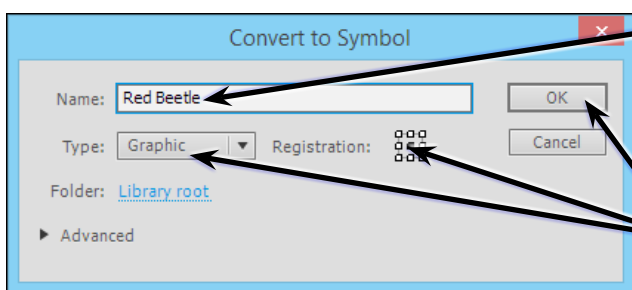 Convert to Symbol
Name: Red Beetle OK
Type: Graphic Registration: Cancel
Folder: Library root
Advanced